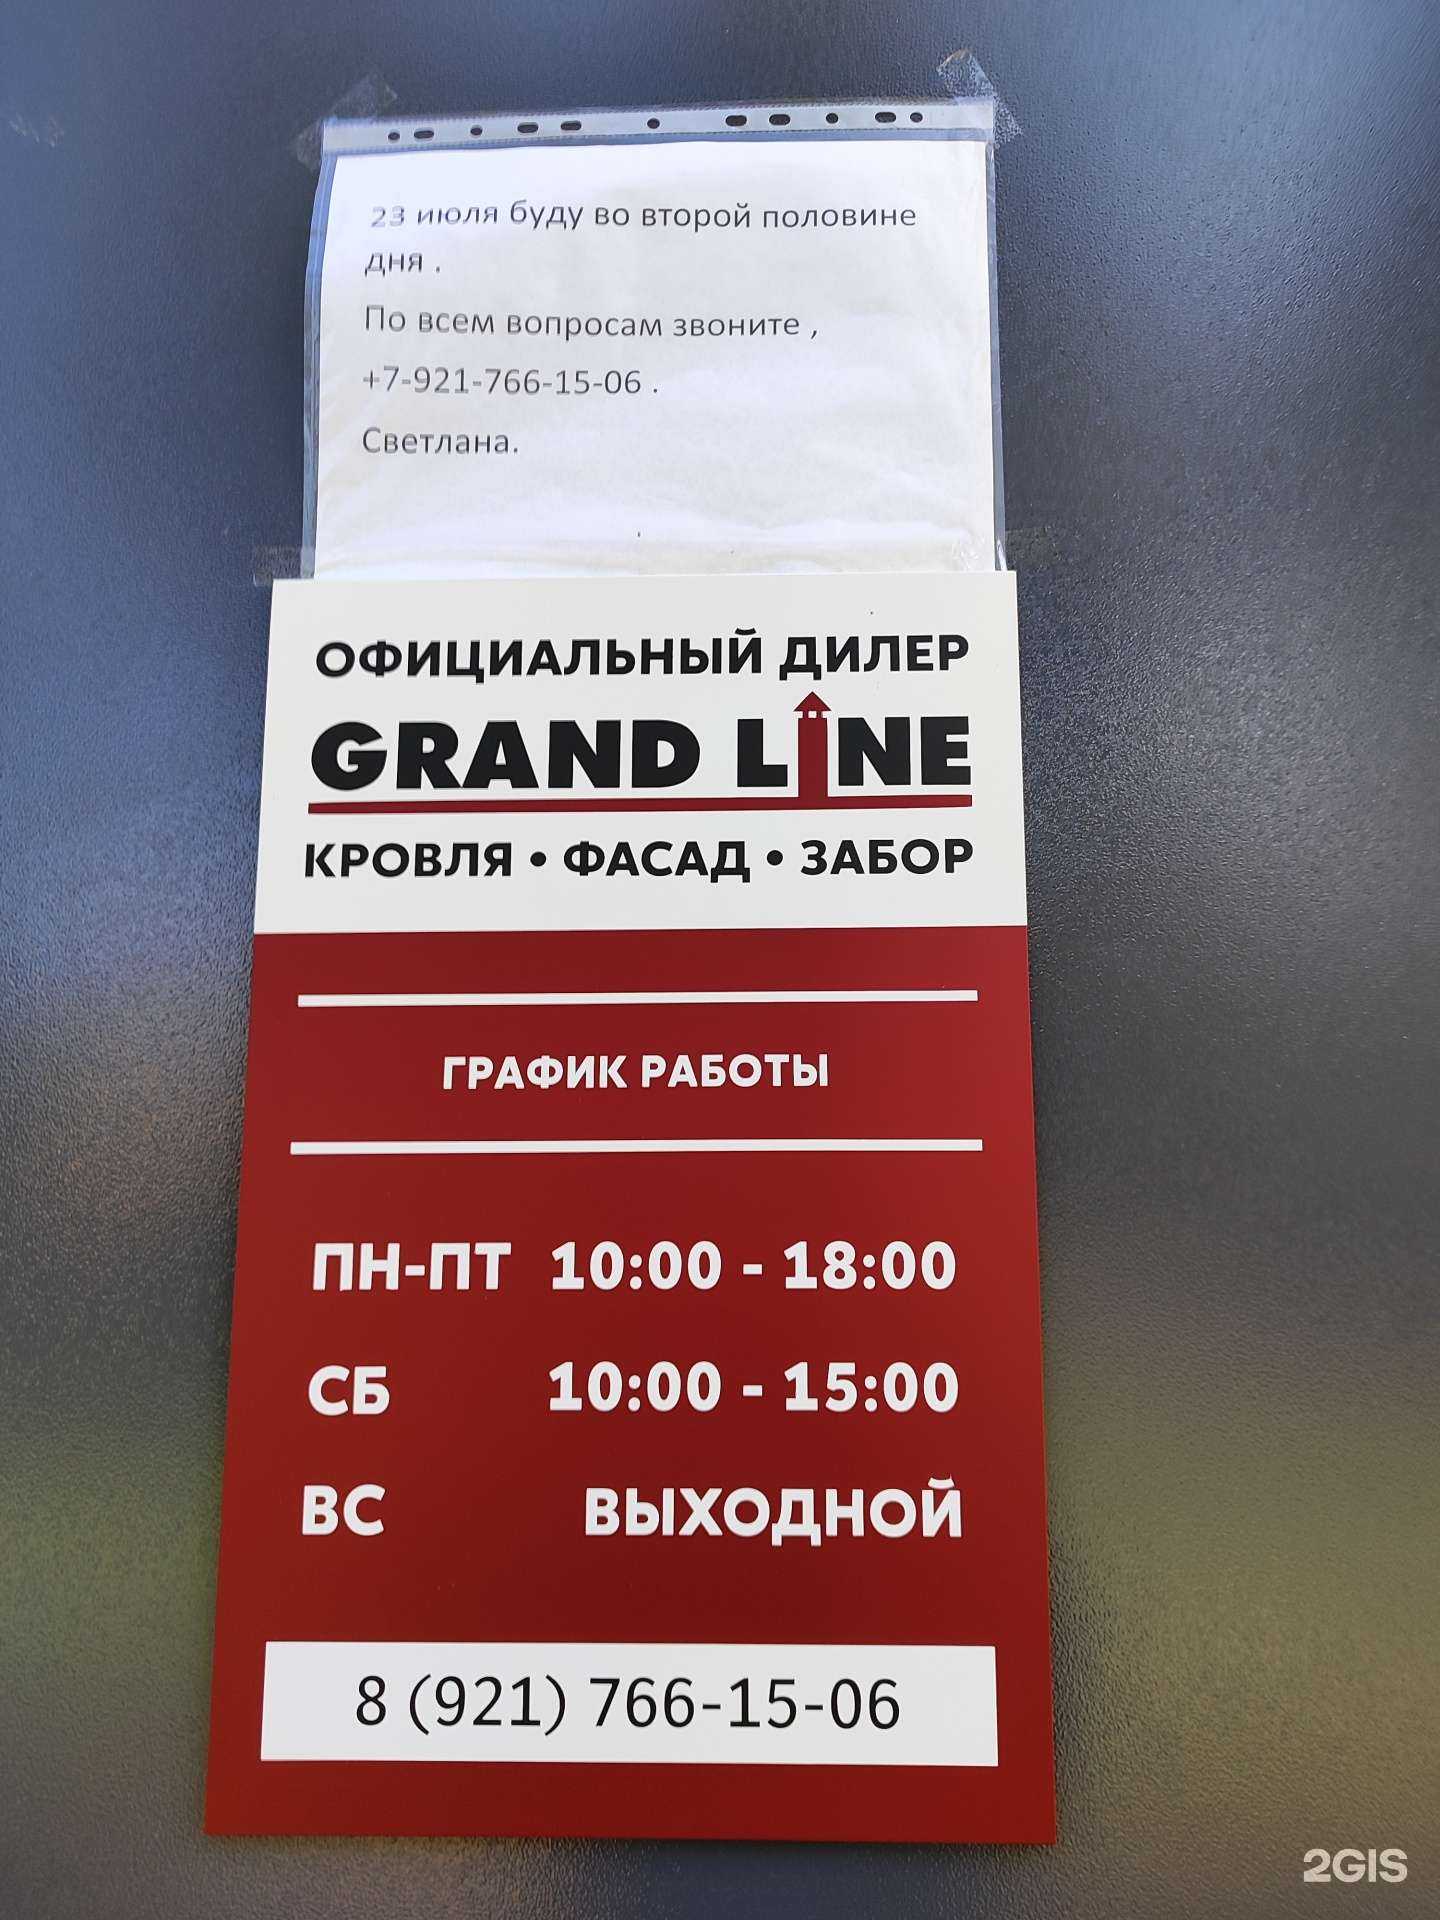 23 июля буду во второй половине
дня .
По всем вопросам звоните ,
+7-921-766-15-06 .
Светлана.
ОФИЦИАЛЬНЫЙ ДИЛЕР
GRAND LINE
КРОВЛЯ • ФАСАД • ЗАБОР
ГРАФИК РАБОТЫ
ПН-ПТ 10:00 - 18:00
СБ 10:00 - 15:00
ВС ВЫХОДНОЙ
8 (921) 766-15-06
2GIS